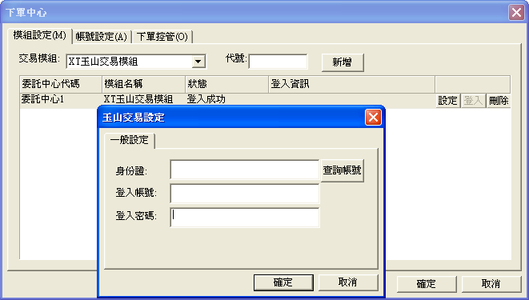 下單中心
模組設定(M) 帳號設定(A) 下單控管(O)
交易模組: XT玉山交易模組 代號: 新增
委託中心代碼 模組名稱 狀態 登入資訊
委託中心1 XT玉山交易模組 登入成功 設定 登入 刪除
玉山交易設定
一般設定
身份證: 查詢帳號
登入帳號:
登入密碼:
確定 取消
確定 取消